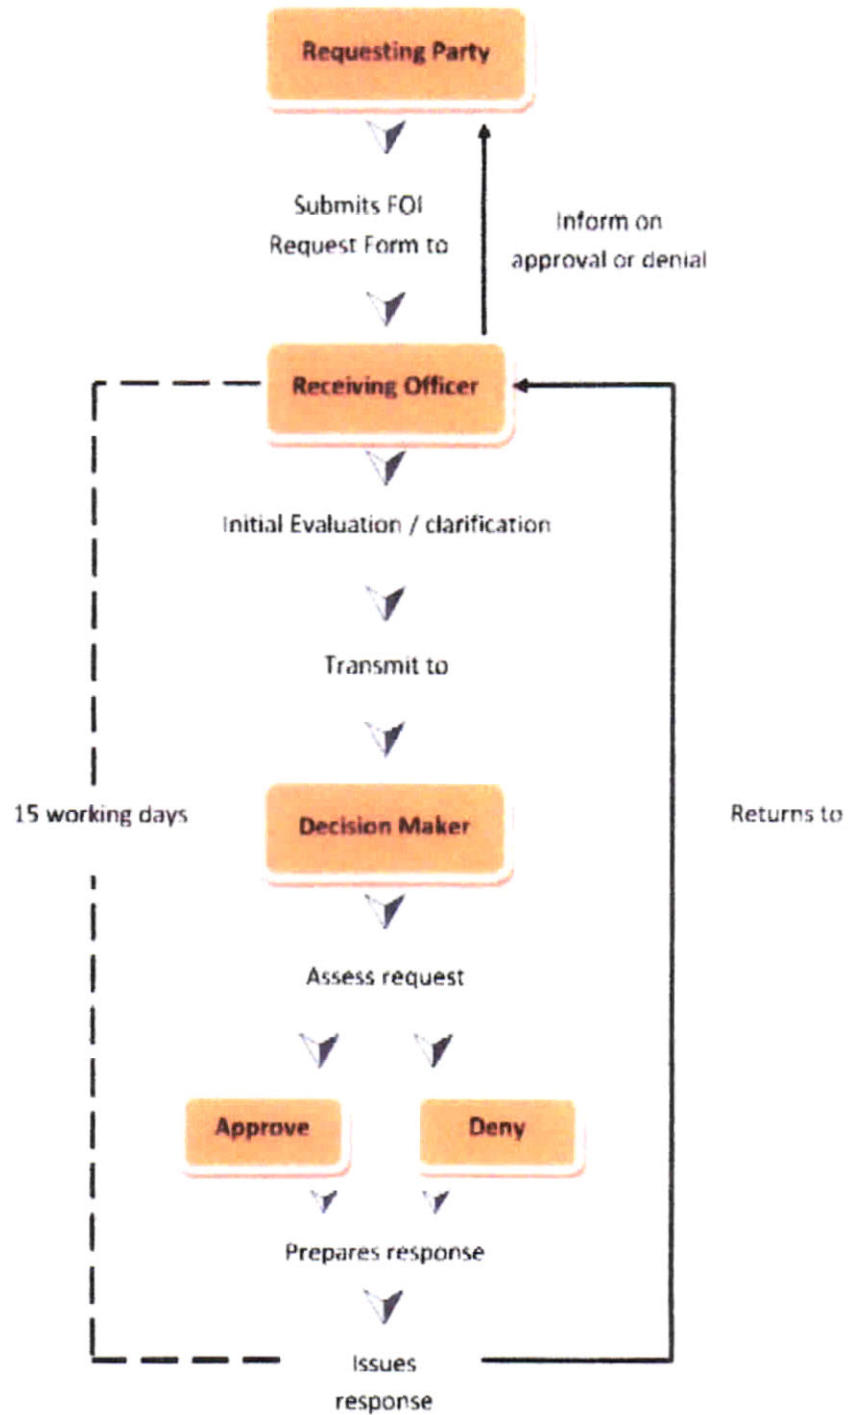 Requesting Party
Submits FOI
Request Form to
Inform on
approval or denial
Receiving Officer
Initial Evaluation / clarification
Transmit to
15 working days
Decision Maker
Returns to
Assess request
Approve
Deny
Prepares response
Issues
response